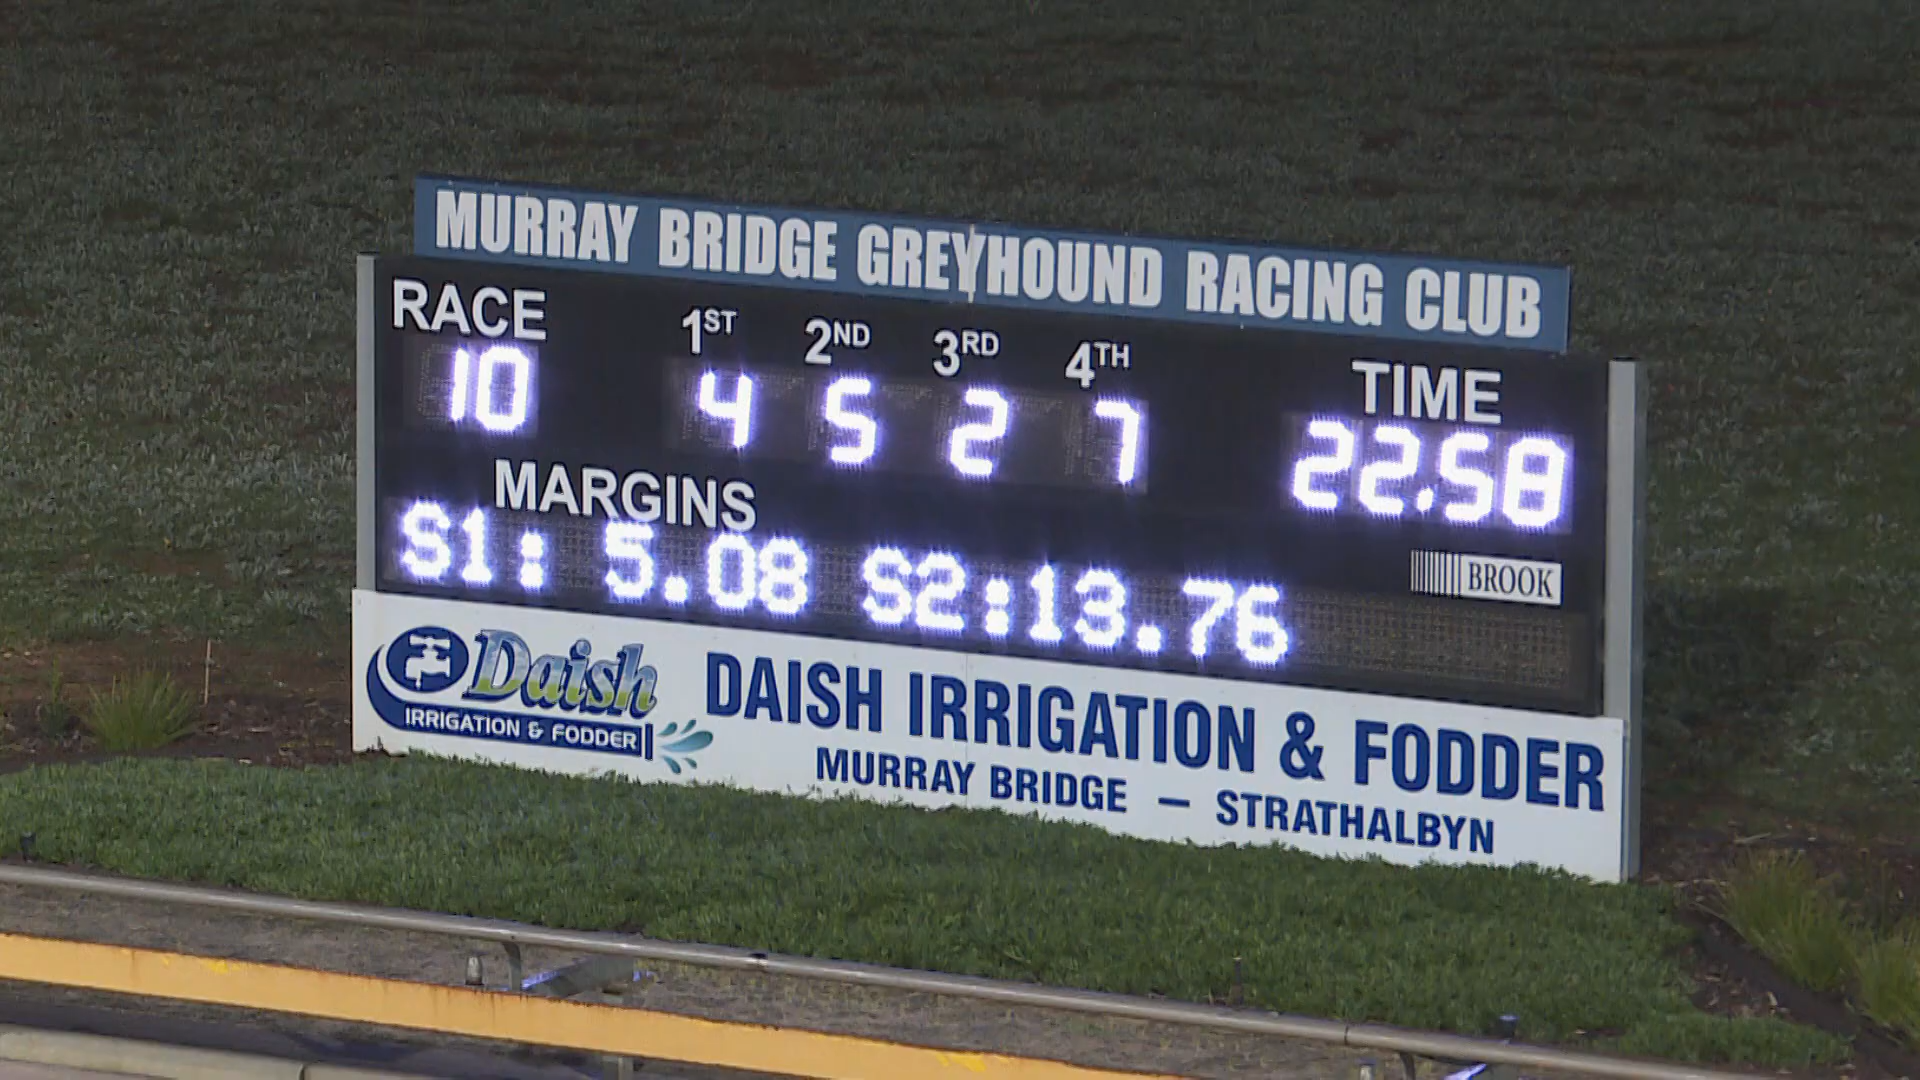 MURRAY BRIDGE GREYHOUND RACING CLUB
RACE 1ST 2ND 3RD 4TH TIME
10 4 5 2 7 22.58
MARGINS
S1: 5.08 S2:13.76
BROOK
Daish
IRRIGATION & FODDER
DAISH IRRIGATION & FODDER
MURRAY BRIDGE – STRATHALBYN